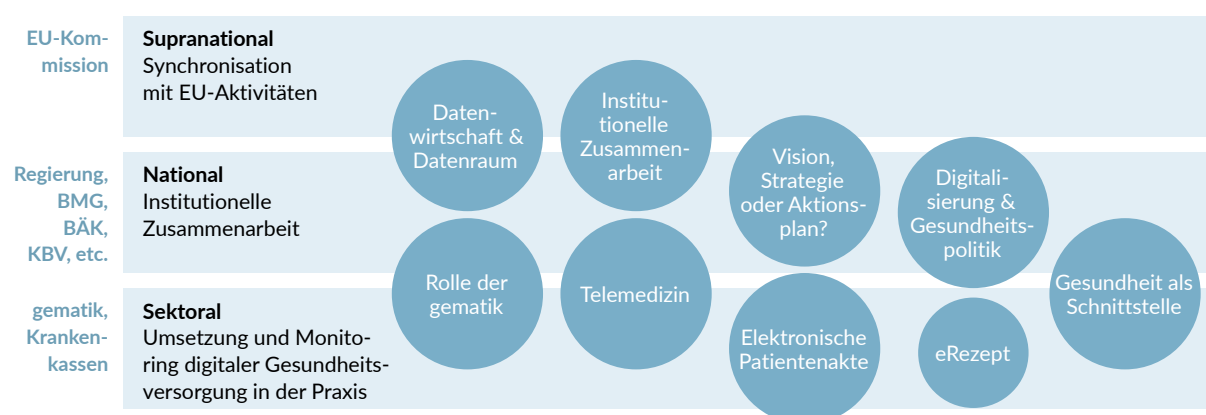 EU-Kom-
mission
Supranational
Synchronisation
mit EU-Aktivitäten
Daten-
wirtschaft &
Datenraum
Institu-
tionelle
Zusammen-
arbeit
Regierung,
BMG,
BÄK,
KBV, etc.
National
Institutionelle
Zusammenarbeit
Vision,
Strategie
oder Aktions-
plan?
Digitali-
sierung &
Gesundheits-
politik
Rolle der
gematik
Telemedizin
Gesundheit als
Schnittstelle
gematik,
Kranken-
kassen
Sektoral
Umsetzung und Monito-
ring digitaler Gesundheits-
versorgung in der Praxis
Elektronische
Patientenakte
eRezept